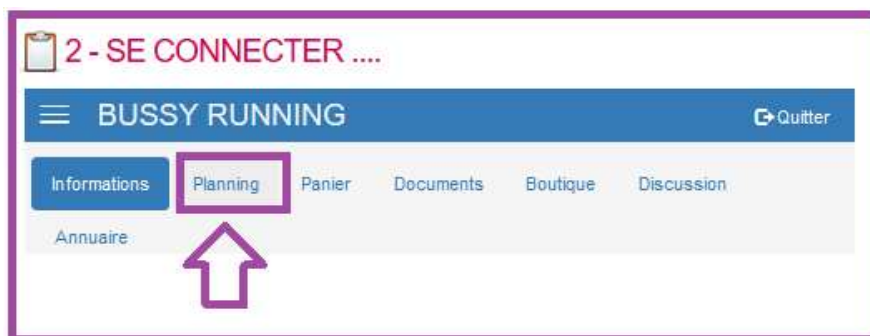 2 - SE CONNECTER ....
BUSSY RUNNING Quitter
Informations Planning Panier Documents Boutique Discussion
Annuaire